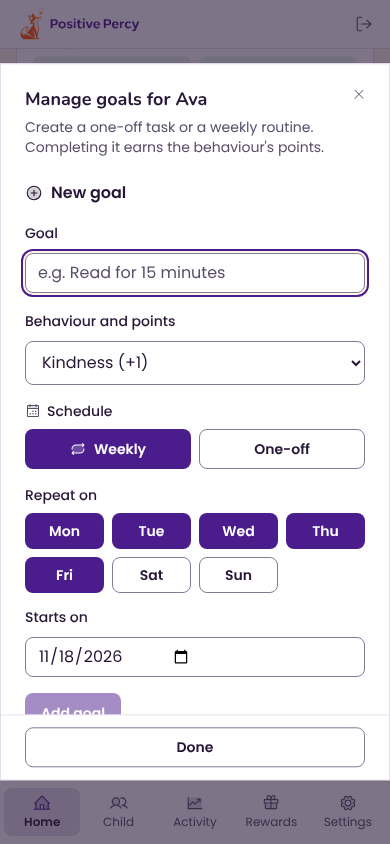 Positive Percy
Manage goals for Ava
Create a one-off task or a weekly routine.
Completing it earns the behaviour's points.
New goal
Goal
e.g. Read for 15 minutes
Behaviour and points
Kindness (+1)
Schedule
Weekly
One-off
Repeat on
Mon
Tue
Wed
Thu
Fri
Sat
Sun
Starts on
11/18/2026
Add goal
Done
Home
Child
Activity
Rewards
Settings